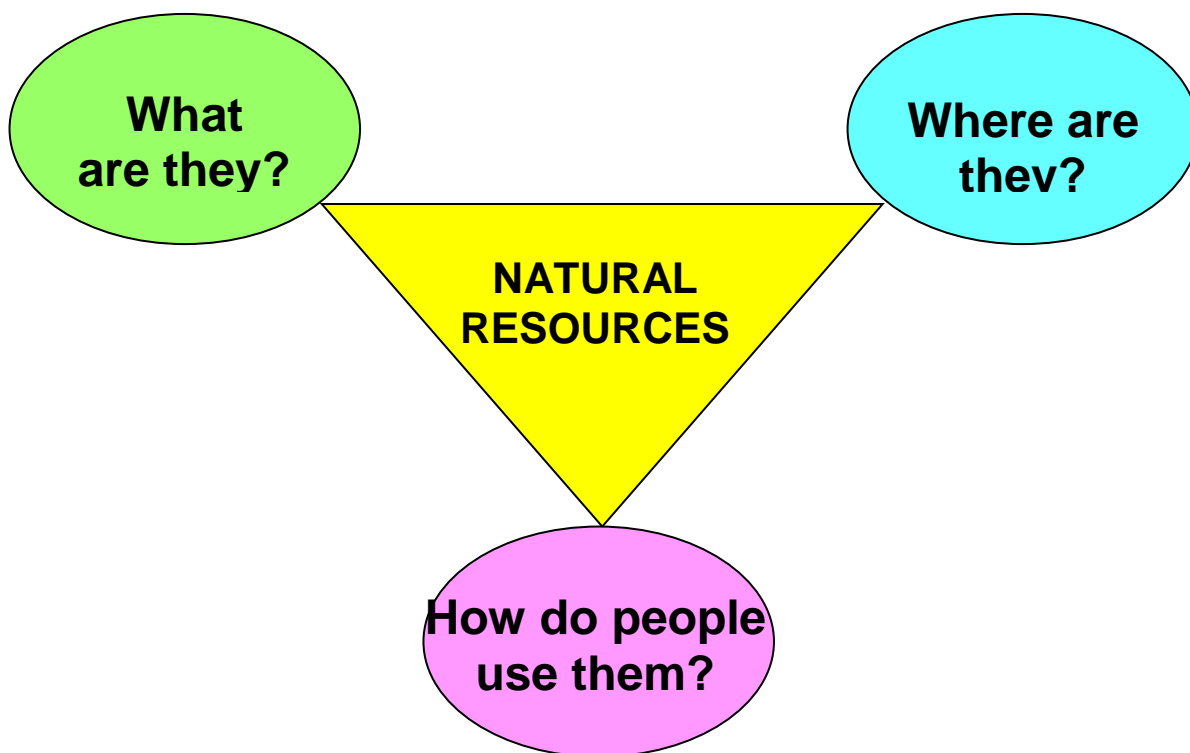 What
are they?
Where are
they?
NATURAL
RESOURCES
How do people
use them?